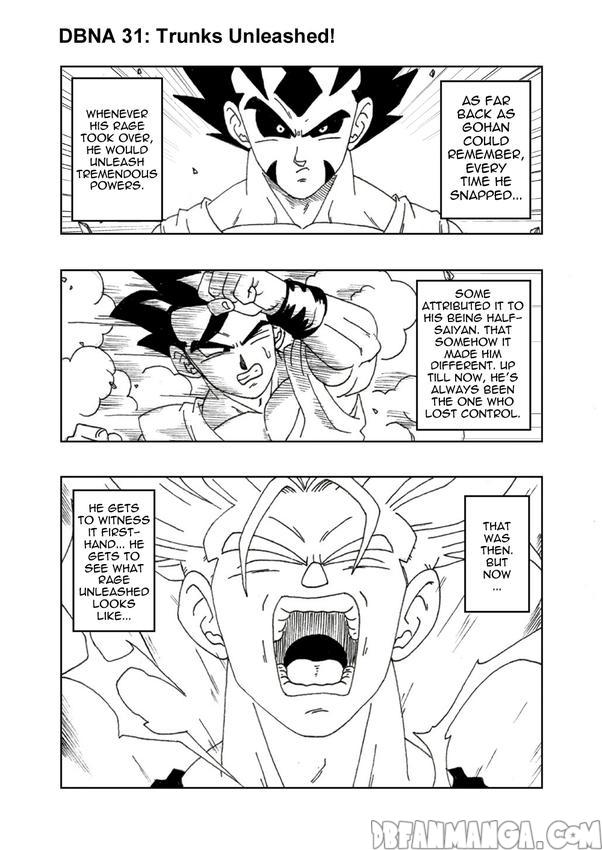 DBNA 31: Trunks Unleashed!
AS FAR
BACK AS
GOHAN
COULD
REMEMBER,
EVERY
TIME HE
SNAPPED...
WHENEVER
HIS RAGE
TOOK OVER,
HE WOULD
UNLEASH
TREMENDOUS
POWERS.
SOME
ATTRIBUTED IT TO
HIS BEING HALF-
SAIYAN. THAT
SOMEHOW IT
MADE HIM
DIFFERENT. UP
TILL NOW, HE'S
ALWAYS BEEN
THE ONE WHO
LOST CONTROL.
THAT
WAS
THEN.
BUT
NOW
...
HE GETS
TO WITNESS
IT FIRST-
HAND... HE
GETS TO
SEE WHAT
RAGE
UNLEASHED
LOOKS
LIKE...
DBFANMANGA.COM